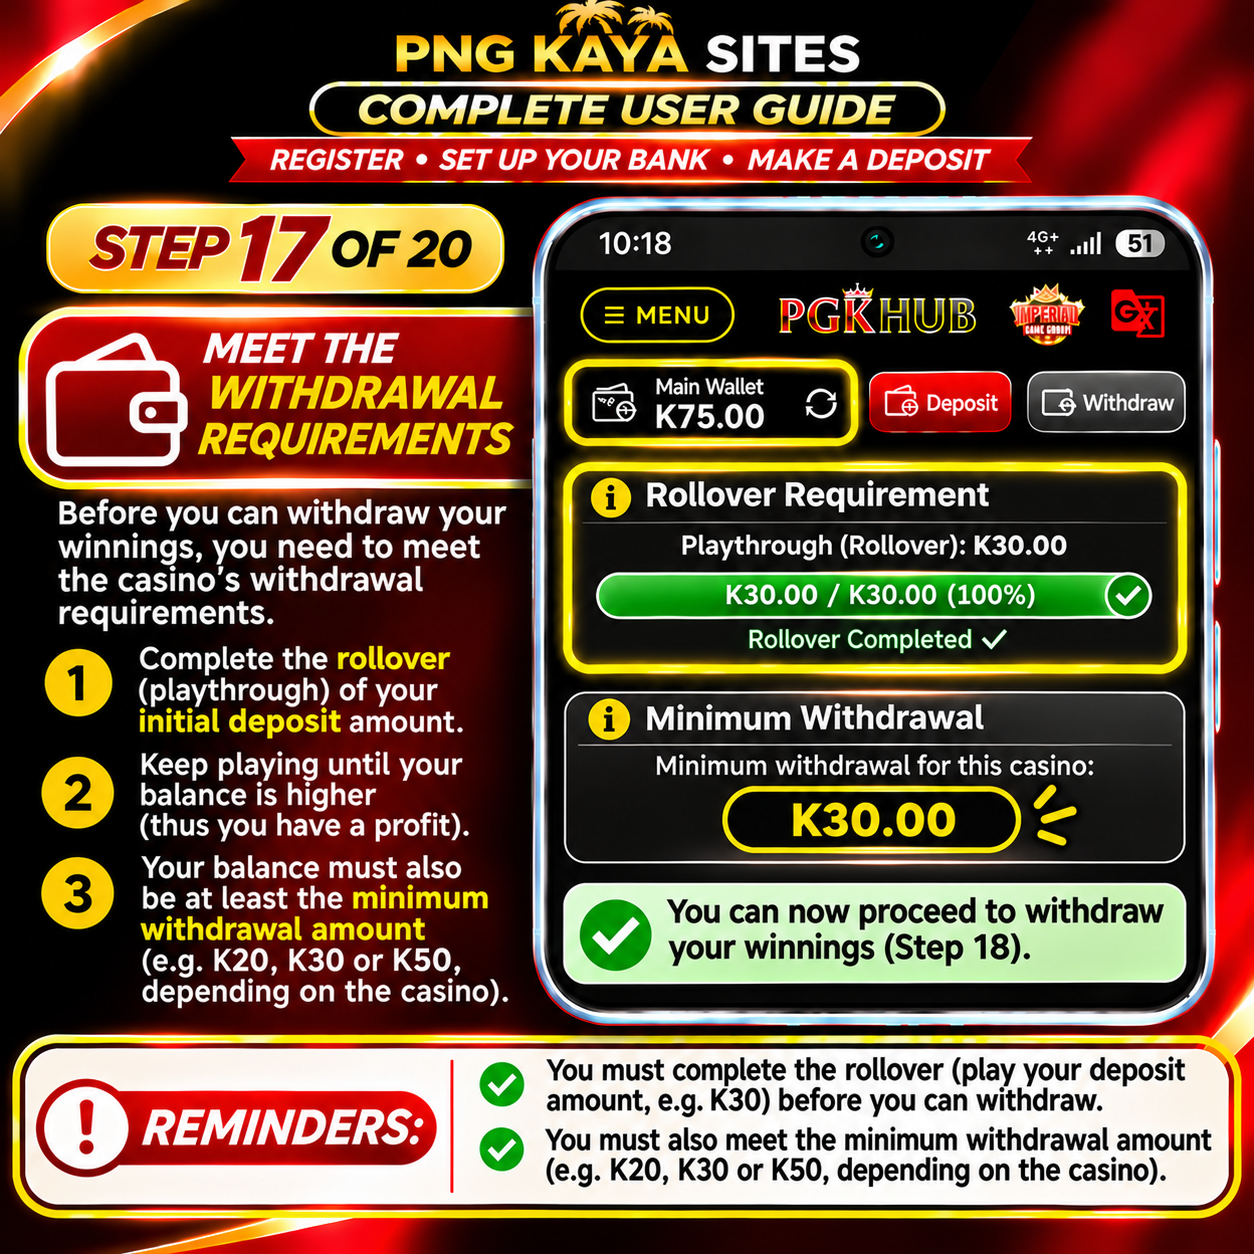 PNG KAYA SITES
COMPLETE USER GUIDE
REGISTER • SET UP YOUR BANK • MAKE A DEPOSIT
STEP 17 OF 20
MEET THE
WITHDRAWAL
REQUIREMENTS
Before you can withdraw your
winnings, you need to meet
the casino's withdrawal
requirements.
1
Complete the rollover
(playthrough) of your
initial deposit amount.
2
Keep playing until your
balance is higher
(thus you have a profit).
3
Your balance must also
be at least the minimum
withdrawal amount
(e.g. K20, K30 or K50,
depending on the casino).
10:18
4G+
++
51
MENU
PGKHUB
IMPERIAL
GAME ROOM
GX
Main Wallet
K75.00
Deposit
Withdraw
i Rollover Requirement
Playthrough (Rollover): K30.00
K30.00 / K30.00 (100%)
Rollover Completed ✓
i Minimum Withdrawal
Minimum withdrawal for this casino:
K30.00
You can now proceed to withdraw
your winnings (Step 18).
! REMINDERS:
You must complete the rollover (play your deposit
amount, e.g. K30) before you can withdraw.
You must also meet the minimum withdrawal amount
(e.g. K20, K30 or K50, depending on the casino).